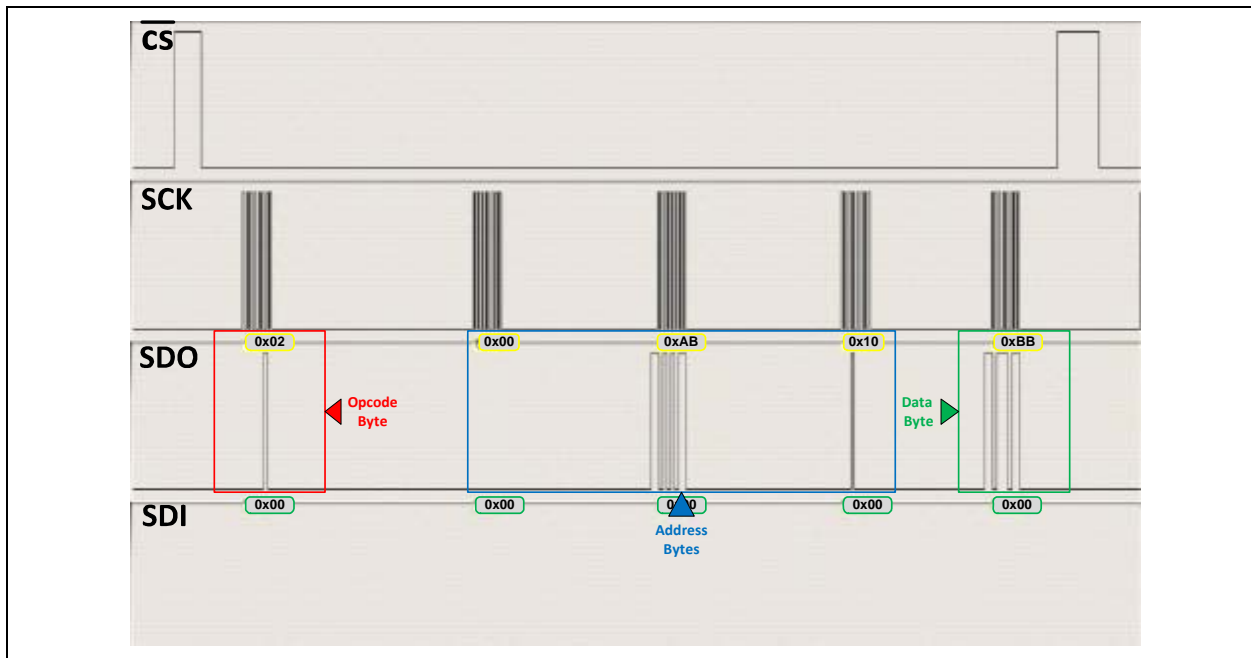 CS
SCK
0x02 0x00 0xAB 0x10 0xBB
SDO
Opcode
Byte
Data
Byte
0x00 0x00 0x00 0x00
SDI
Address
Bytes